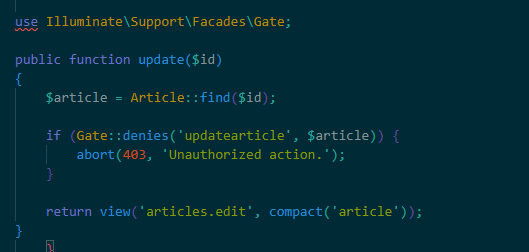 use Illuminate\Support\Facades\Gate;
public function update($id)
{
$article = Article::find($id);
if (Gate::denies('updatearticle', $article)) {
abort(403, 'Unauthorized action.');
}
return view('articles.edit', compact('article'));
}
}